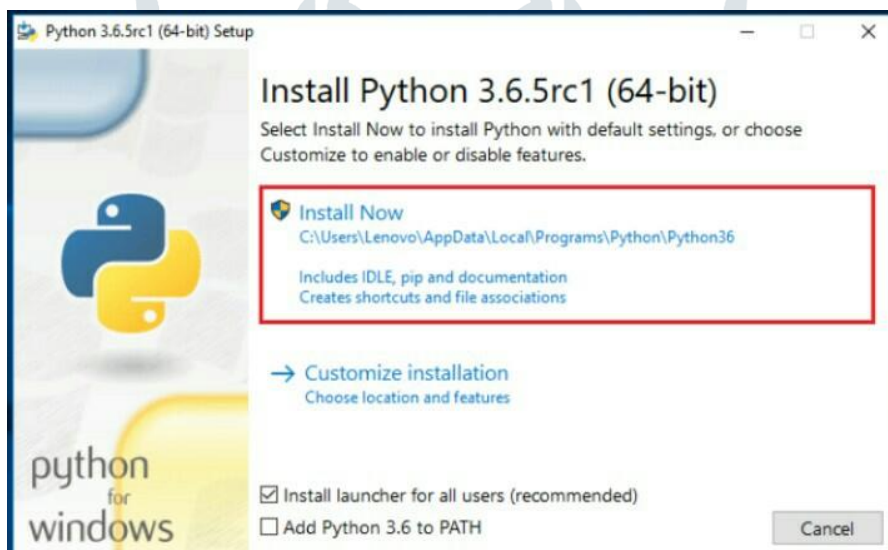 Python 3.6.5rc1 (64-bit) Setup
Install Python 3.6.5rc1 (64-bit)
Select Install Now to install Python with default settings, or choose
Customize to enable or disable features.
Install Now
C:\Users\Lenovo\AppData\Local\Programs\Python\Python36
Includes IDLE, pip and documentation
Creates shortcuts and file associations
Customize installation
Choose location and features
python
for
windows
Install launcher for all users (recommended)
Add Python 3.6 to PATH
Cancel